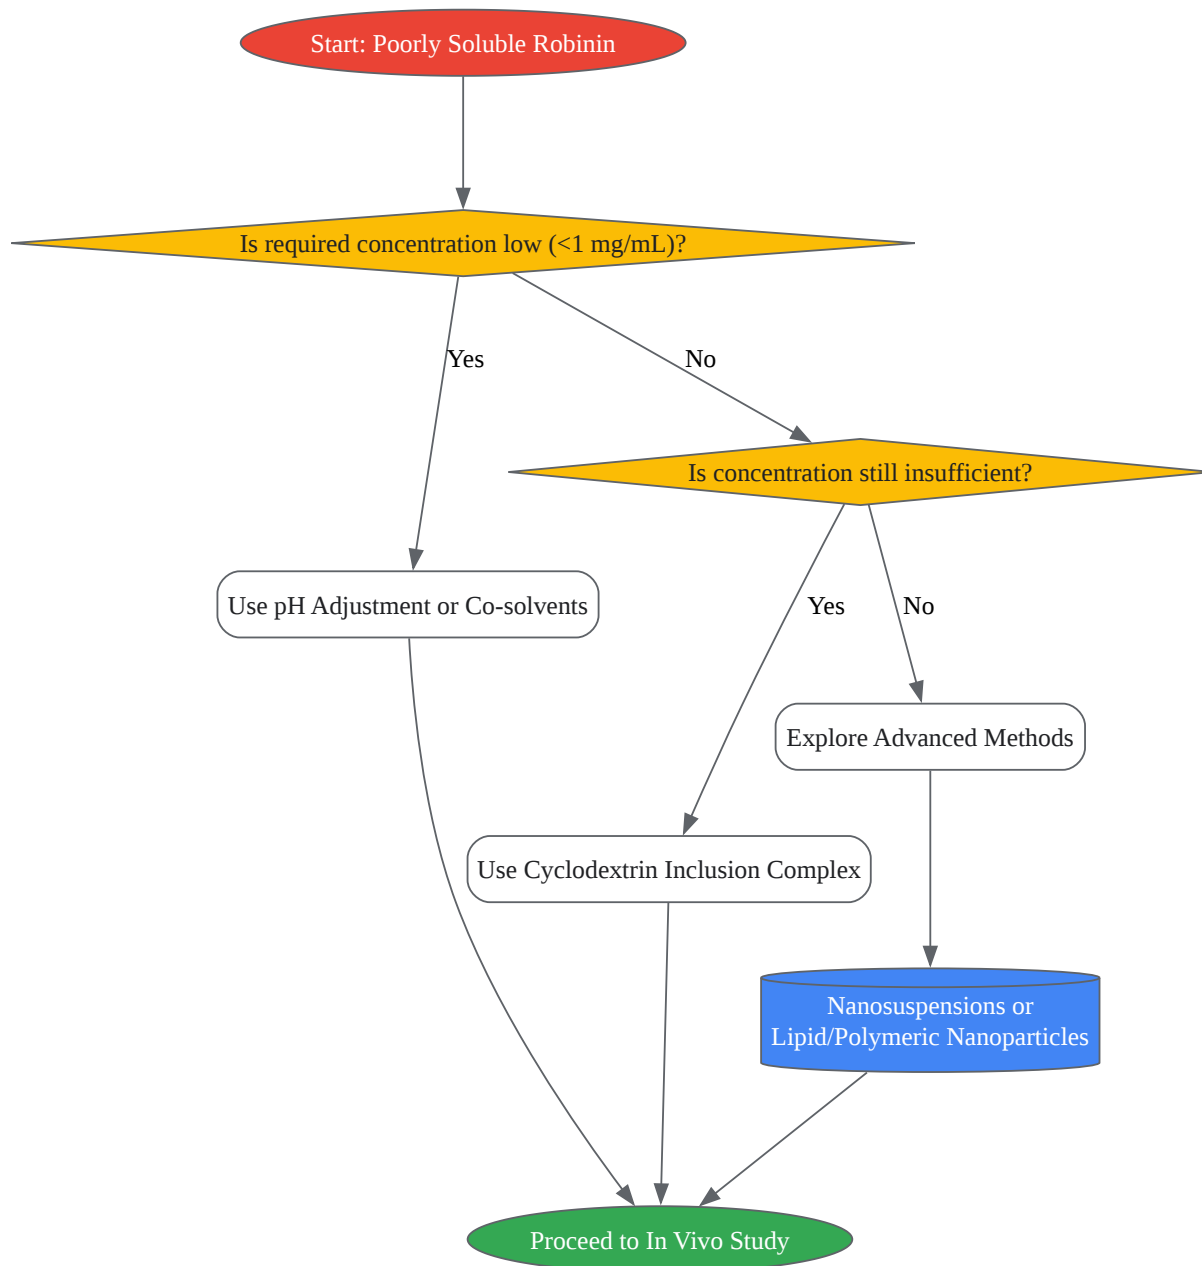 Start: Poorly Soluble Robinin
Is required concentration low (<1 mg/mL)?
Yes
No
Is concentration still insufficient?
Use pH Adjustment or Co-solvents
Yes
No
Explore Advanced Methods
Use Cyclodextrin Inclusion Complex
Nanosuspensions or
Lipid/Polymeric Nanoparticles
Proceed to In Vivo Study